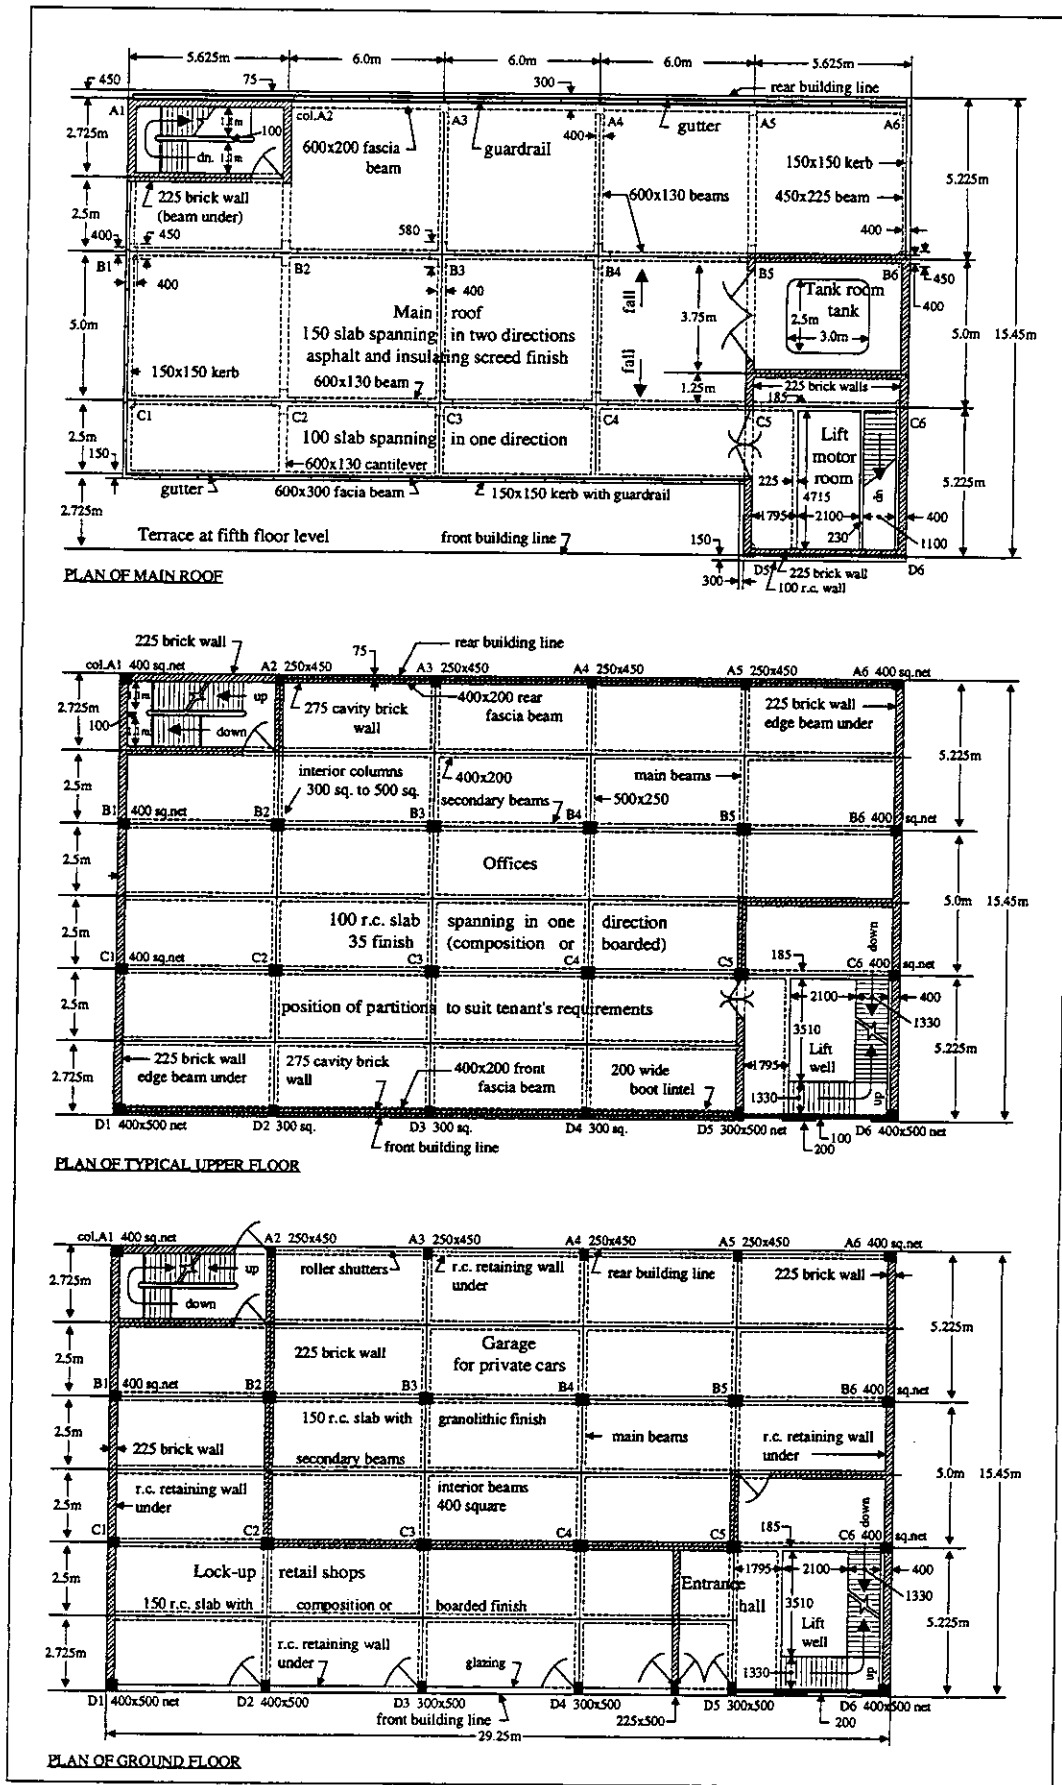 5.625m 6.0m 6.0m 6.0m 5.625m
450 75 300 rear building line
A1 col.A2 A3 A4 A5 A6
2.725m 1.1m 100 400 gutter
dn. 1.1m 600x200 fascia guardrail 150x150 kerb
beam 5.225m
225 brick wall 600x130 beams 450x225 beam
(beam under)
2.5m
400 450 580 400
B1 B2 B3 B4 B5 B6 450
400 400 400
Main roof fall 3.75m Tank room
150 slab spanning in two directions tank
asphalt and insulating screed finish 2.5m 3.0m
5.0m fall 5.0m 15.45m
150x150 kerb 600x130 beam 1.25m 225 brick walls
185
C1 C2 C3 C4 C5 C6
100 slab spanning in one direction Lift
motor
room
2.5m 600x130 cantilever 225 4715 dn
150 5.225m
gutter 600x300 facia beam 150x150 kerb with guardrail
1795 2100 400
2.725m 230 1100
Terrace at fifth floor level front building line 150
300 D5 225 brick wall D6
100 r.c. wall
PLAN OF MAIN ROOF
225 brick wall 75 rear building line
col.A1 400 sq.net A2 250x450 A3 250x450 A4 250x450 A5 250x450 A6 400 sq.net
2.725m up 275 cavity brick 400x200 rear 225 brick wall
100 down wall fascia beam edge beam under
5.225m
2.5m interior columns 400x200 main beams
300 sq. to 500 sq. secondary beams 500x250
B1 400 sq.net B2 B3 B4 B5 B6 400 sq.net
2.5m Offices
5.0m 15.45m
2.5m 100 r.c. slab spanning in one direction
35 finish (composition or boarded) down
C1 400 sq.net C2 C3 C4 C5 185 C6 400 sq.net
2100 400
2.5m position of partitions to suit tenant's requirements 1330
3510
Lift 5.225m
well
225 brick wall 275 cavity brick 400x200 front 200 wide 1795
2.725m edge beam under wall fascia beam boot lintel 1330 up
D1 400x500 net D2 300 sq. D3 300 sq. D4 300 sq. D5 300x500 net D6 400x500 net
front building line 100
200
PLAN OF TYPICAL UPPER FLOOR
col.A1 400 sq.net A2 250x450 A3 250x450 A4 250x450 A5 250x450 A6 400 sq.net
2.725m up roller shutters r.c. retaining wall rear building line 225 brick wall
down under
5.225m
2.5m 225 brick wall Garage
for private cars
B1 400 sq.net B2 B3 B4 B5 B6 400 sq.net
150 r.c. slab with granolithic finish
2.5m 225 brick wall main beams r.c. retaining wall
secondary beams under
5.0m 15.45m
2.5m r.c. retaining wall interior beams
under 400 square down
C1 C2 C3 C4 C5 185 C6 400 sq.net
1795 2100 400
2.5m Lock-up retail shops Entrance 1330
150 r.c. slab with composition or boarded finish hall 3510
Lift 5.225m
well
r.c. retaining wall
2.725m under glazing 1330 up
D1 400x500 net D2 400x500 D3 300x500 D4 300x500 D5 300x500 D6 400x500 net
front building line 225x500 200
29.25m
PLAN OF GROUND FLOOR